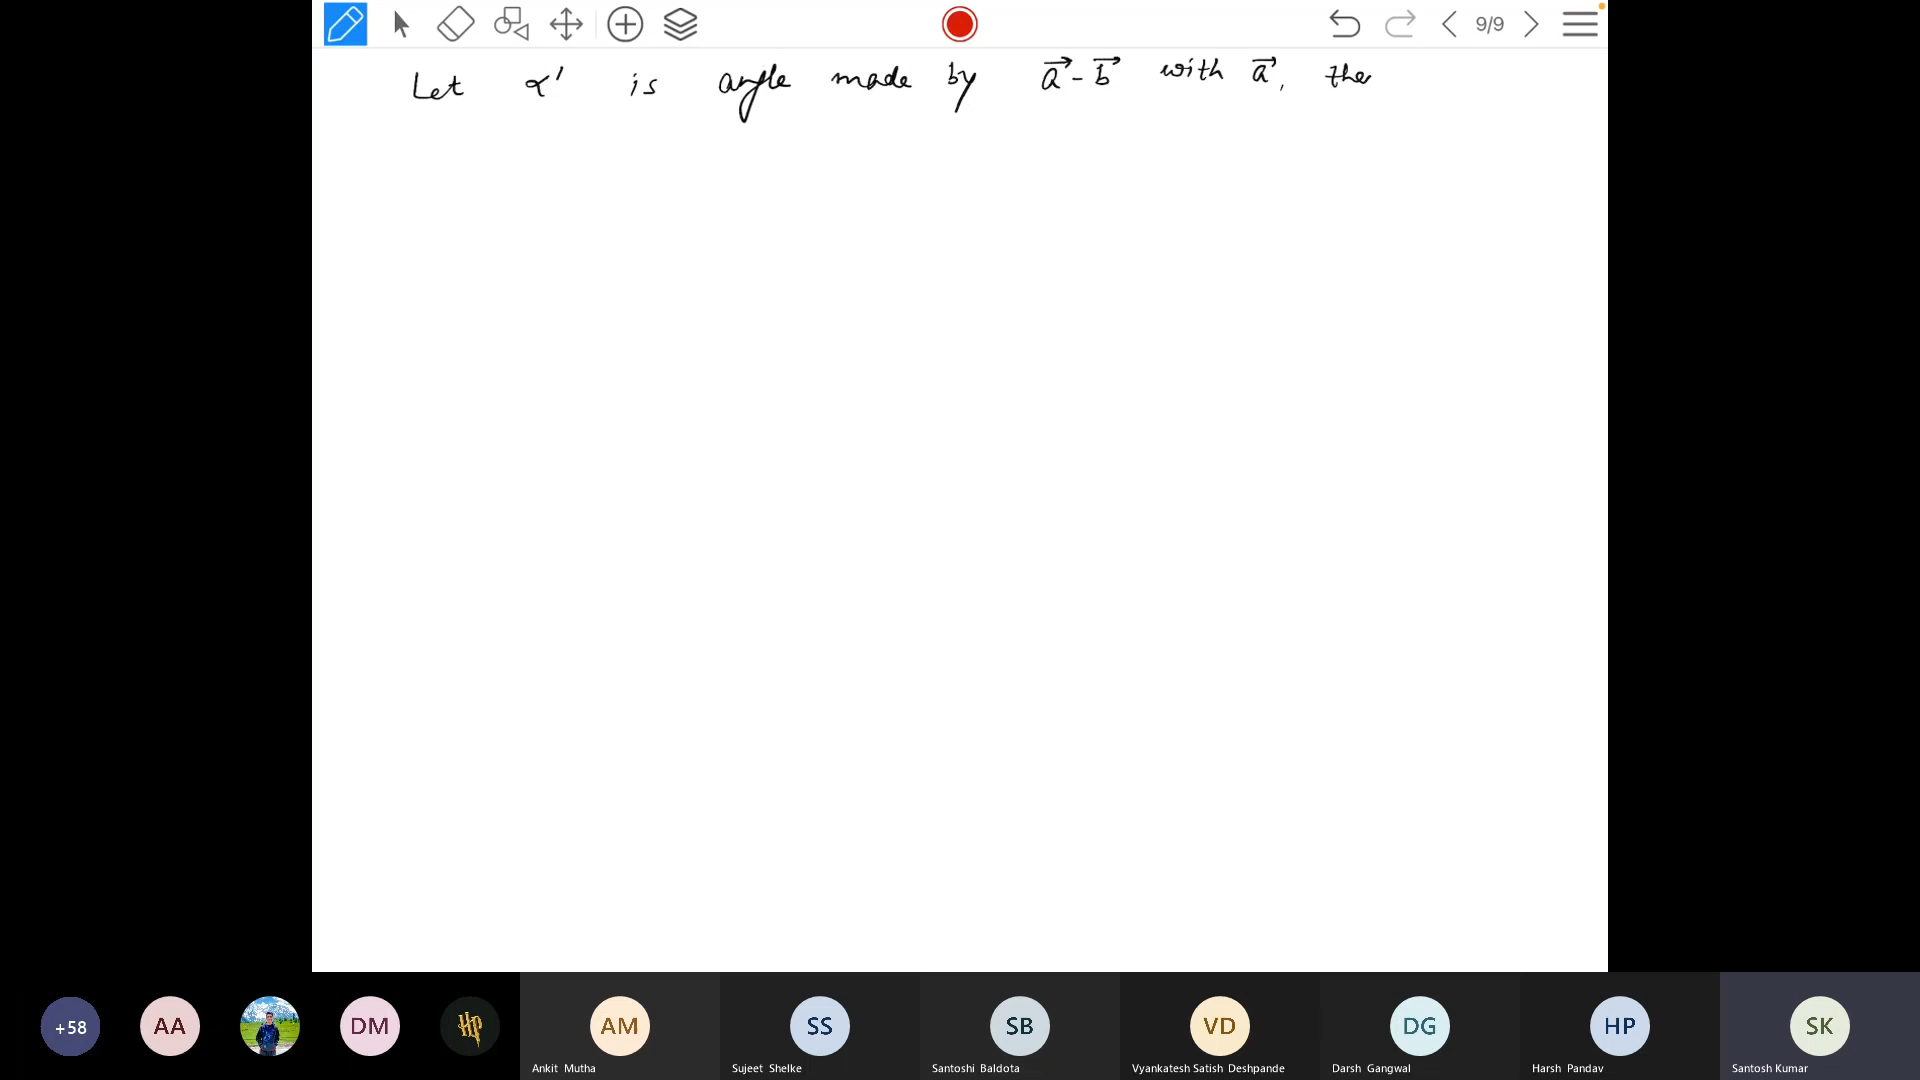 9/9
Let α' is angle made by a⃗ - b⃗ with a⃗, the
+58 AA DM HP AM SS SB VD DG HP SK
Ankit Mutha Sujeet Shelke Santoshi Baldota Vyankatesh Satish Deshpande Darsh Gangwal Harsh Pandav Santosh Kumar